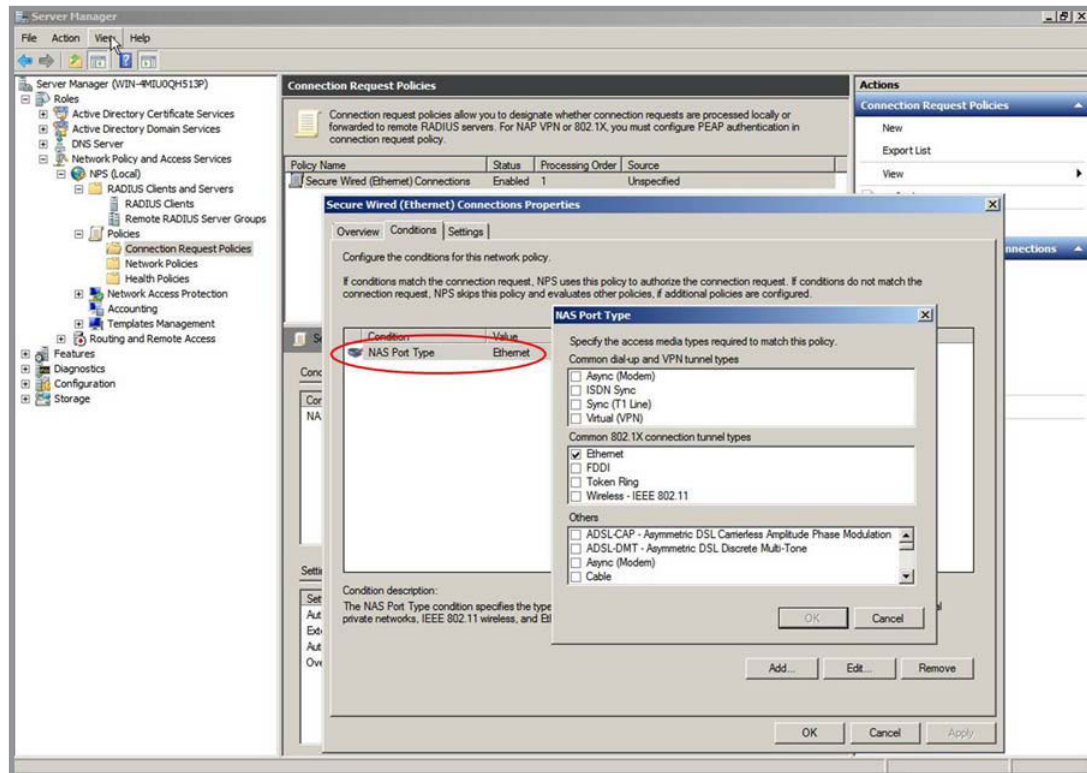 Server Manager
File Action View Help
Server Manager (WIN-4MIU0QH513P)
Roles
Active Directory Certificate Services
Active Directory Domain Services
DNS Server
Network Policy and Access Services
NPS (Local)
RADIUS Clients and Servers
RADIUS Clients
Remote RADIUS Server Groups
Policies
Connection Request Policies
Network Policies
Health Policies
Network Access Protection
Accounting
Templates Management
Routing and Remote Access
Features
Diagnostics
Configuration
Storage
Connection Request Policies
Connection request policies allow you to designate whether connection requests are processed locally or
forwarded to remote RADIUS servers. For NAP VPN or 802.1X, you must configure PEAP authentication in
connection request policy.
Policy Name Status Processing Order Source
Secure Wired (Ethernet) Connections Enabled 1 Unspecified
Actions
Connection Request Policies
New
Export List
View
nnections
Secure Wired (Ethernet) Connections Properties
Overview Conditions Settings
Configure the conditions for this network policy.
If conditions match the connection request, NPS uses this policy to authorize the connection request. If conditions do not match the
connection request, NPS skips this policy and evaluates other policies, if additional policies are configured.
Condition Value
NAS Port Type Ethernet
Condition description:
The NAS Port Type condition specifies the type
private networks, IEEE 802.11 wireless, and Et
Add... Edit... Remove
OK Cancel Apply
NAS Port Type
Specify the access media types required to match this policy.
Common dial-up and VPN tunnel types
Async (Modem)
ISDN Sync
Sync (T1 Line)
Virtual (VPN)
Common 802.1X connection tunnel types
Ethernet
FDDI
Token Ring
Wireless - IEEE 802.11
Others
ADSL-CAP - Asymmetric DSL Carrierless Amplitude Phase Modulation
ADSL-DMT - Asymmetric DSL Discrete Multi-Tone
Async (Modem)
Cable
OK Cancel
Conc
Cor
NA
Setti
Set
Aut
Exte
Aut
Ove